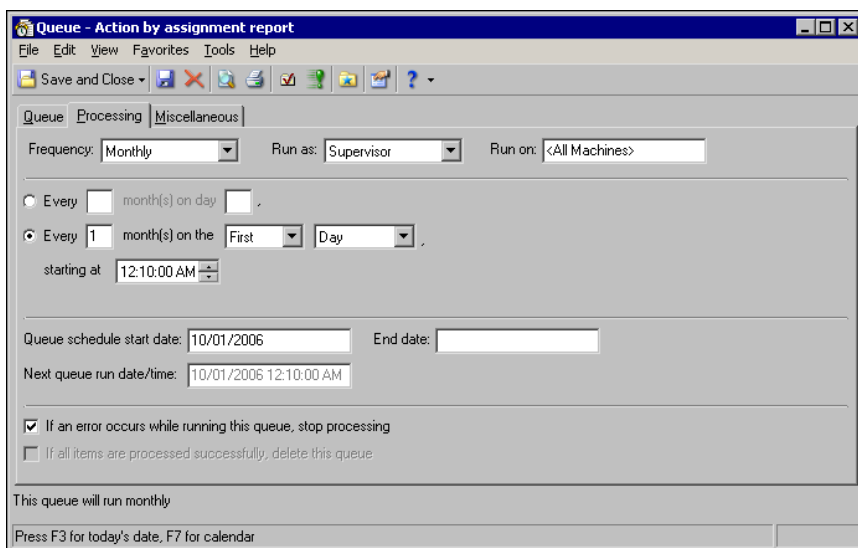 Queue - Action by assignment report
File Edit View Favorites Tools Help
Save and Close
Queue Processing Miscellaneous
Frequency: Monthly Run as: Supervisor Run on: <All Machines>
Every month(s) on day ,
Every 1 month(s) on the First Day ,
starting at 12:10:00 AM
Queue schedule start date: 10/01/2006 End date:
Next queue run date/time: 10/01/2006 12:10:00 AM
If an error occurs while running this queue, stop processing
If all items are processed successfully, delete this queue
This queue will run monthly
Press F3 for today's date, F7 for calendar